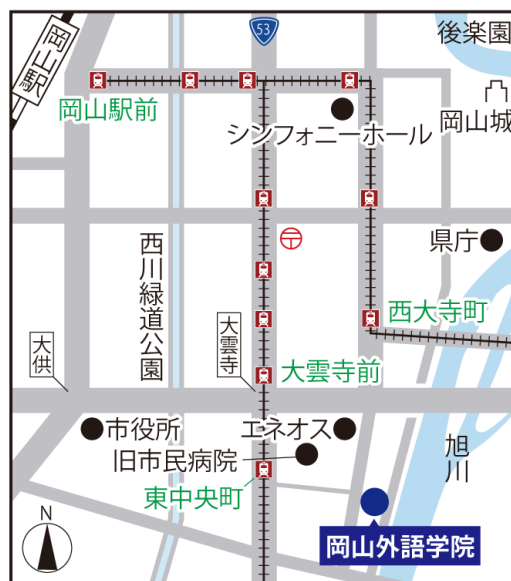 53
後楽園
岡山駅
岡山駅前
シンフォニーホール
岡山城
〒
県庁
西川緑道公園
西大寺町
大供
大雲寺
大雲寺前
市役所
エネオス
旧市民病院
旭川
東中央町
N
岡山外語学院